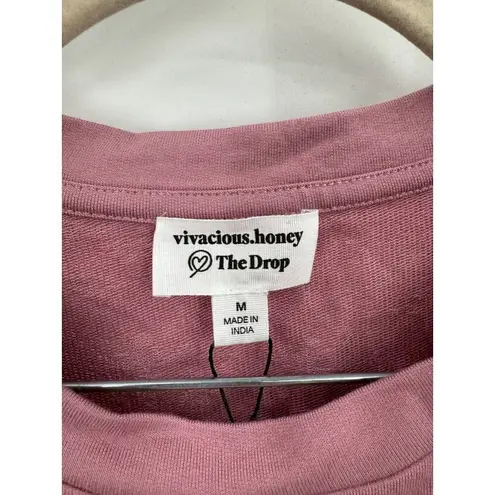 vivacious.honey
The Drop
M
MADE IN
INDIA